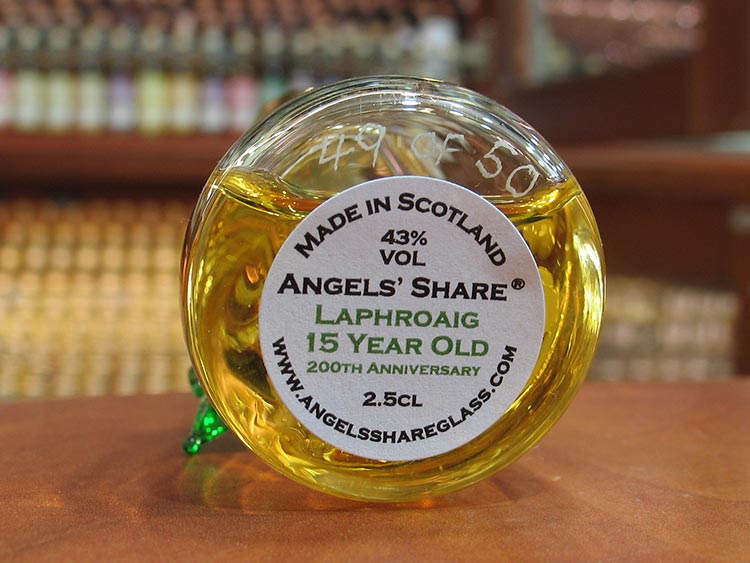 49 of 50
MADE IN SCOTLAND
43%
VOL
ANGELS' SHARE®
LAPHROAIG
15 YEAR OLD
200TH ANNIVERSARY
2.5CL
WWW.ANGELSSHAREGLASS.COM